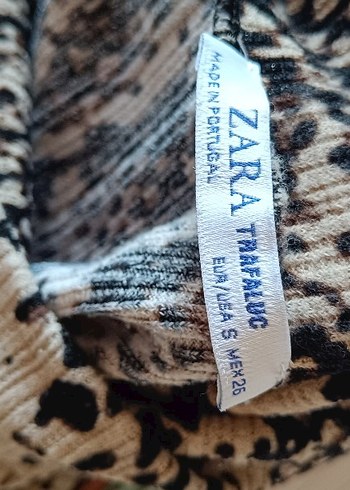 MADE IN PORTUGAL
ZARA
TRAFALUC
EUR/USA S MEX 26